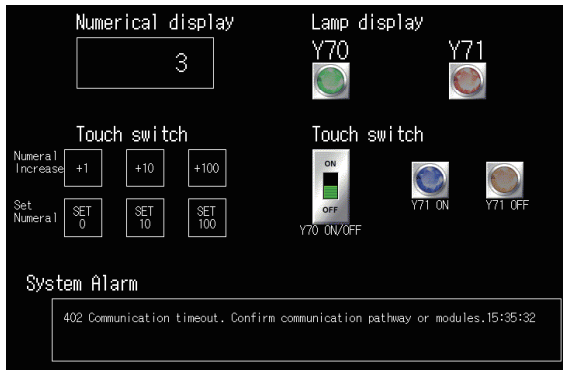 Numerical display
3
Lamp display
Y70 Y71
Touch switch
Numeral
Increase
+1 +10 +100
Set
Numeral
SET
0
SET
10
SET
100
Touch switch
ON
OFF
Y70 ON/OFF
Y71 ON
Y71 OFF
System Alarm
402 Communication timeout. Confirm communication pathway or modules.15:35:32